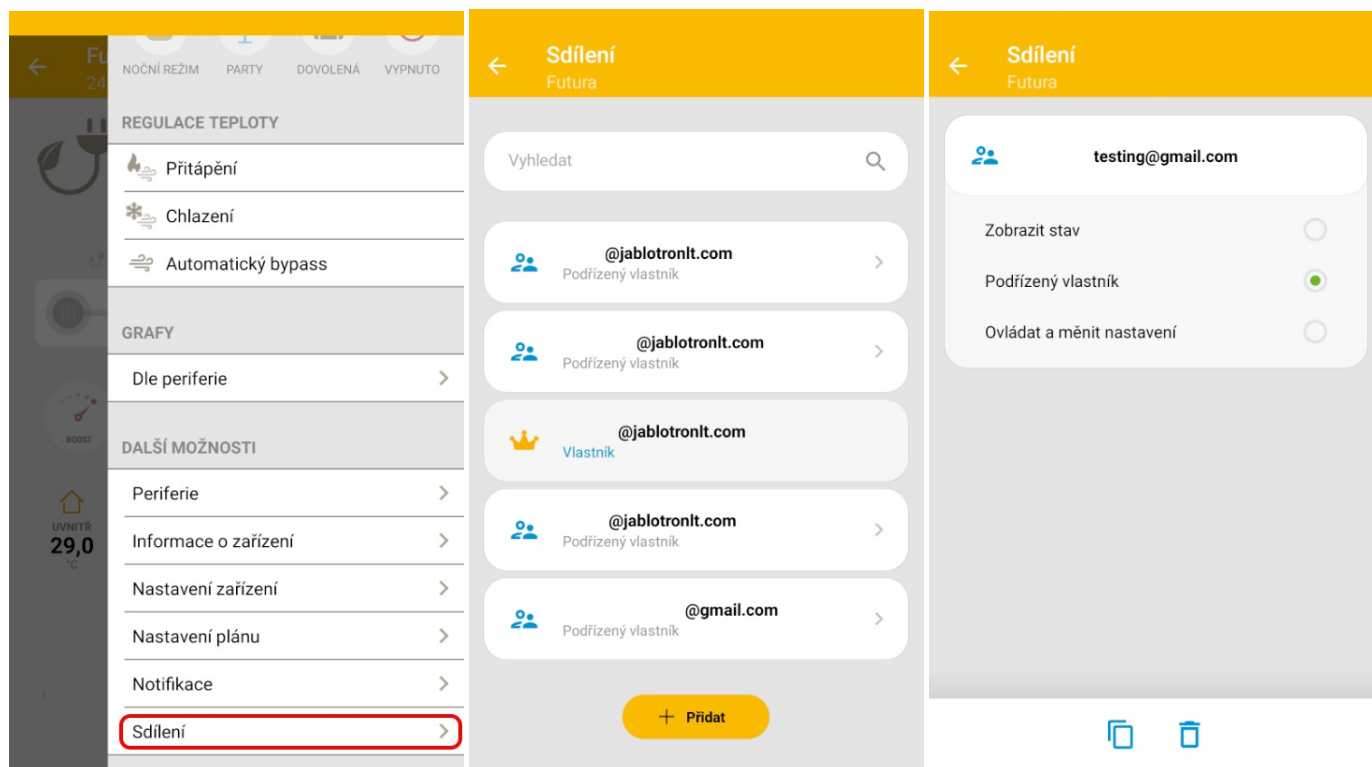 Fu
24
NOČNÍ REŽIM PARTY DOVOLENÁ VYPNUTO
REGULACE TEPLOTY
Přitápění
Chlazení
Automatický bypass
GRAFY
Dle periferie
BOOST
DALŠÍ MOŽNOSTI
Periferie
UVNITŘ
29,0
°C
Informace o zařízení
Nastavení zařízení
Nastavení plánu
Notifikace
Sdílení
Sdílení
Futura
Vyhledat
@jablotronlt.com
Podřízený vlastník
@jablotronlt.com
Podřízený vlastník
@jablotronlt.com
Vlastník
@jablotronlt.com
Podřízený vlastník
@gmail.com
Podřízený vlastník
+ Přidat
Sdílení
Futura
testing@gmail.com
Zobrazit stav
Podřízený vlastník
Ovládat a měnit nastavení